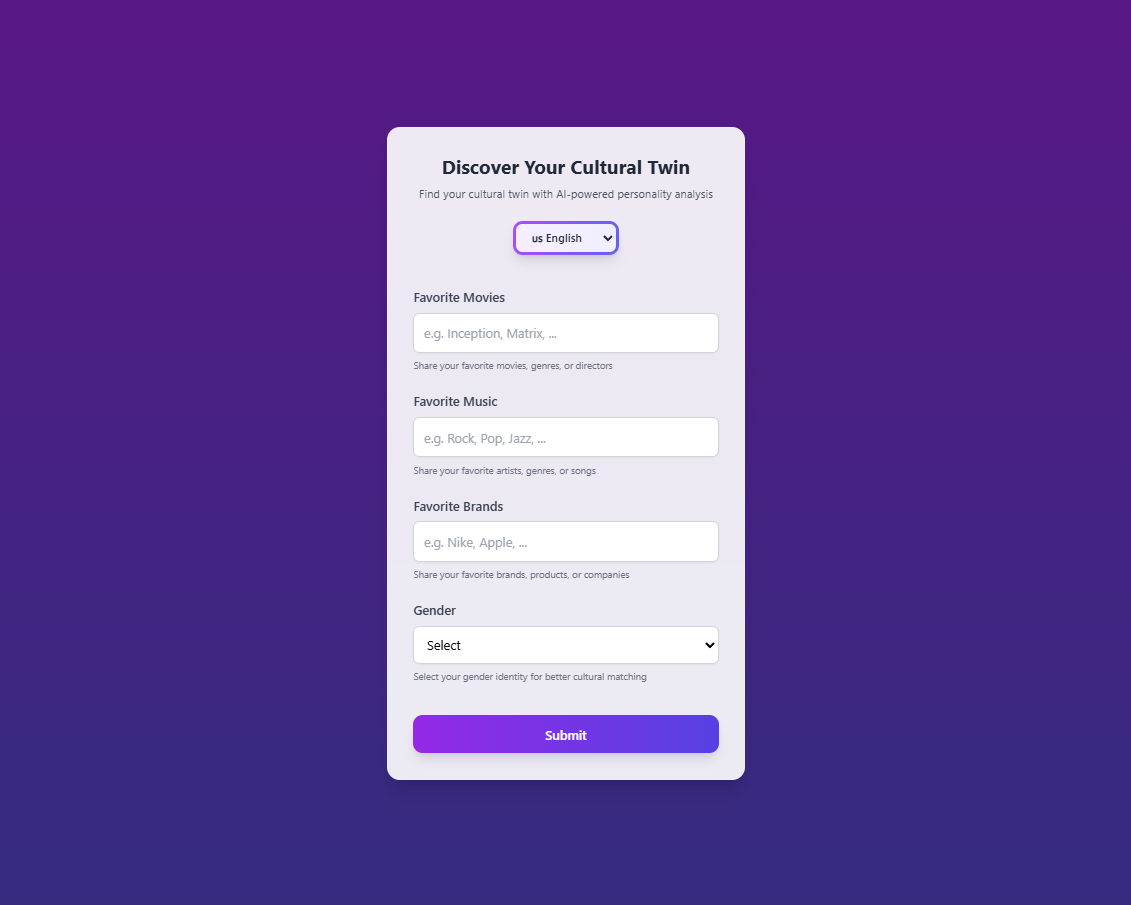 Discover Your Cultural Twin
Find your cultural twin with AI-powered personality analysis
us English
Favorite Movies
e.g. Inception, Matrix, ...
Share your favorite movies, genres, or directors
Favorite Music
e.g. Rock, Pop, Jazz, ...
Share your favorite artists, genres, or songs
Favorite Brands
e.g. Nike, Apple, ...
Share your favorite brands, products, or companies
Gender
Select
Select your gender identity for better cultural matching
Submit